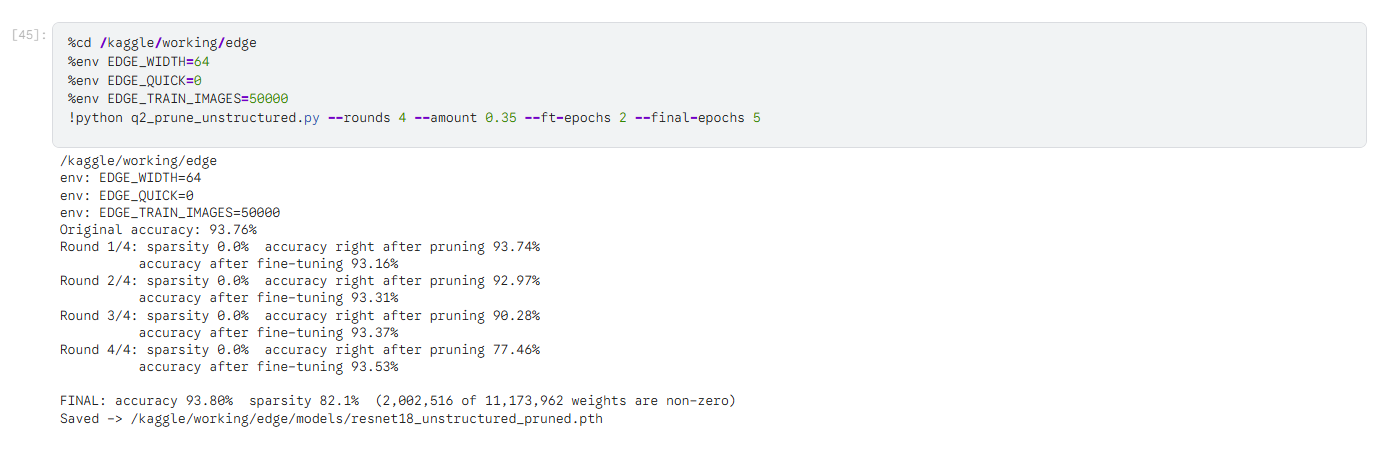 [45]:
%cd /kaggle/working/edge
%env EDGE_WIDTH=64
%env EDGE_QUICK=0
%env EDGE_TRAIN_IMAGES=50000
!python q2_prune_unstructured.py --rounds 4 --amount 0.35 --ft-epochs 2 --final-epochs 5
/kaggle/working/edge
env: EDGE_WIDTH=64
env: EDGE_QUICK=0
env: EDGE_TRAIN_IMAGES=50000
Original accuracy: 93.76%
Round 1/4: sparsity 0.0%  accuracy right after pruning 93.74%
          accuracy after fine-tuning 93.16%
Round 2/4: sparsity 0.0%  accuracy right after pruning 92.97%
          accuracy after fine-tuning 93.31%
Round 3/4: sparsity 0.0%  accuracy right after pruning 90.28%
          accuracy after fine-tuning 93.37%
Round 4/4: sparsity 0.0%  accuracy right after pruning 77.46%
          accuracy after fine-tuning 93.53%
FINAL: accuracy 93.80%  sparsity 82.1%  (2,002,516 of 11,173,962 weights are non-zero)
Saved -> /kaggle/working/edge/models/resnet18_unstructured_pruned.pth